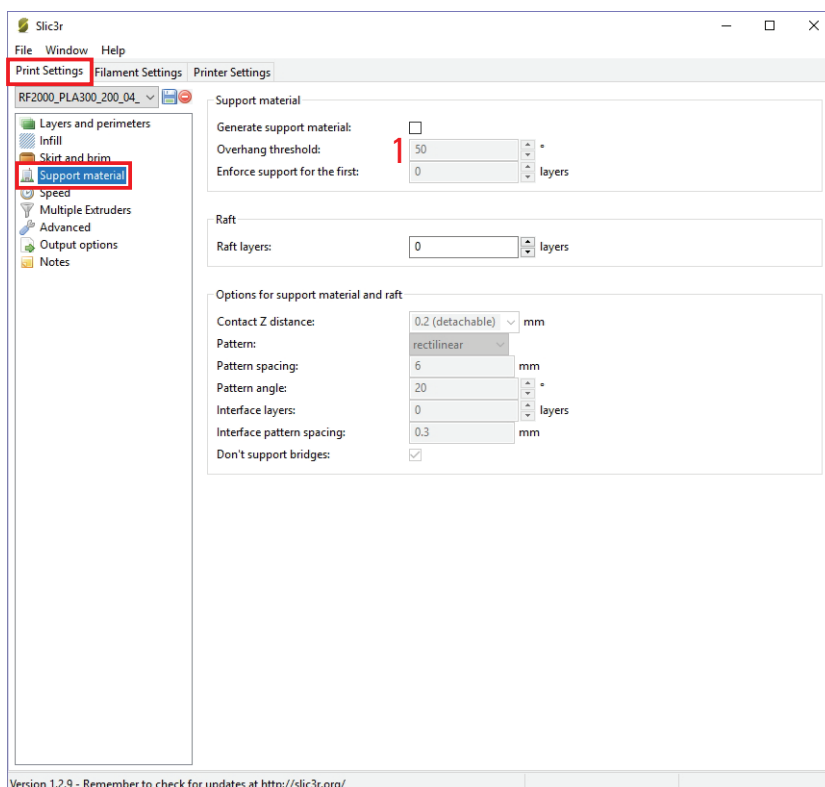 Slic3r
File Window Help
Print Settings Filament Settings Printer Settings
RF2000_PLA300_200_04_
Layers and perimeters
Infill
Skirt and brim
Support material
Speed
Multiple Extruders
Advanced
Output options
Notes
Support material
Generate support material:
1
Overhang threshold: 50 °
Enforce support for the first: 0 layers
Raft
Raft layers: 0 layers
Options for support material and raft
Contact Z distance: 0.2 (detachable) mm
Pattern: rectilinear
Pattern spacing: 6 mm
Pattern angle: 20 °
Interface layers: 0 layers
Interface pattern spacing: 0.3 mm
Don't support bridges:
Version 1.2.9 - Remember to check for updates at http://slic3r.org/